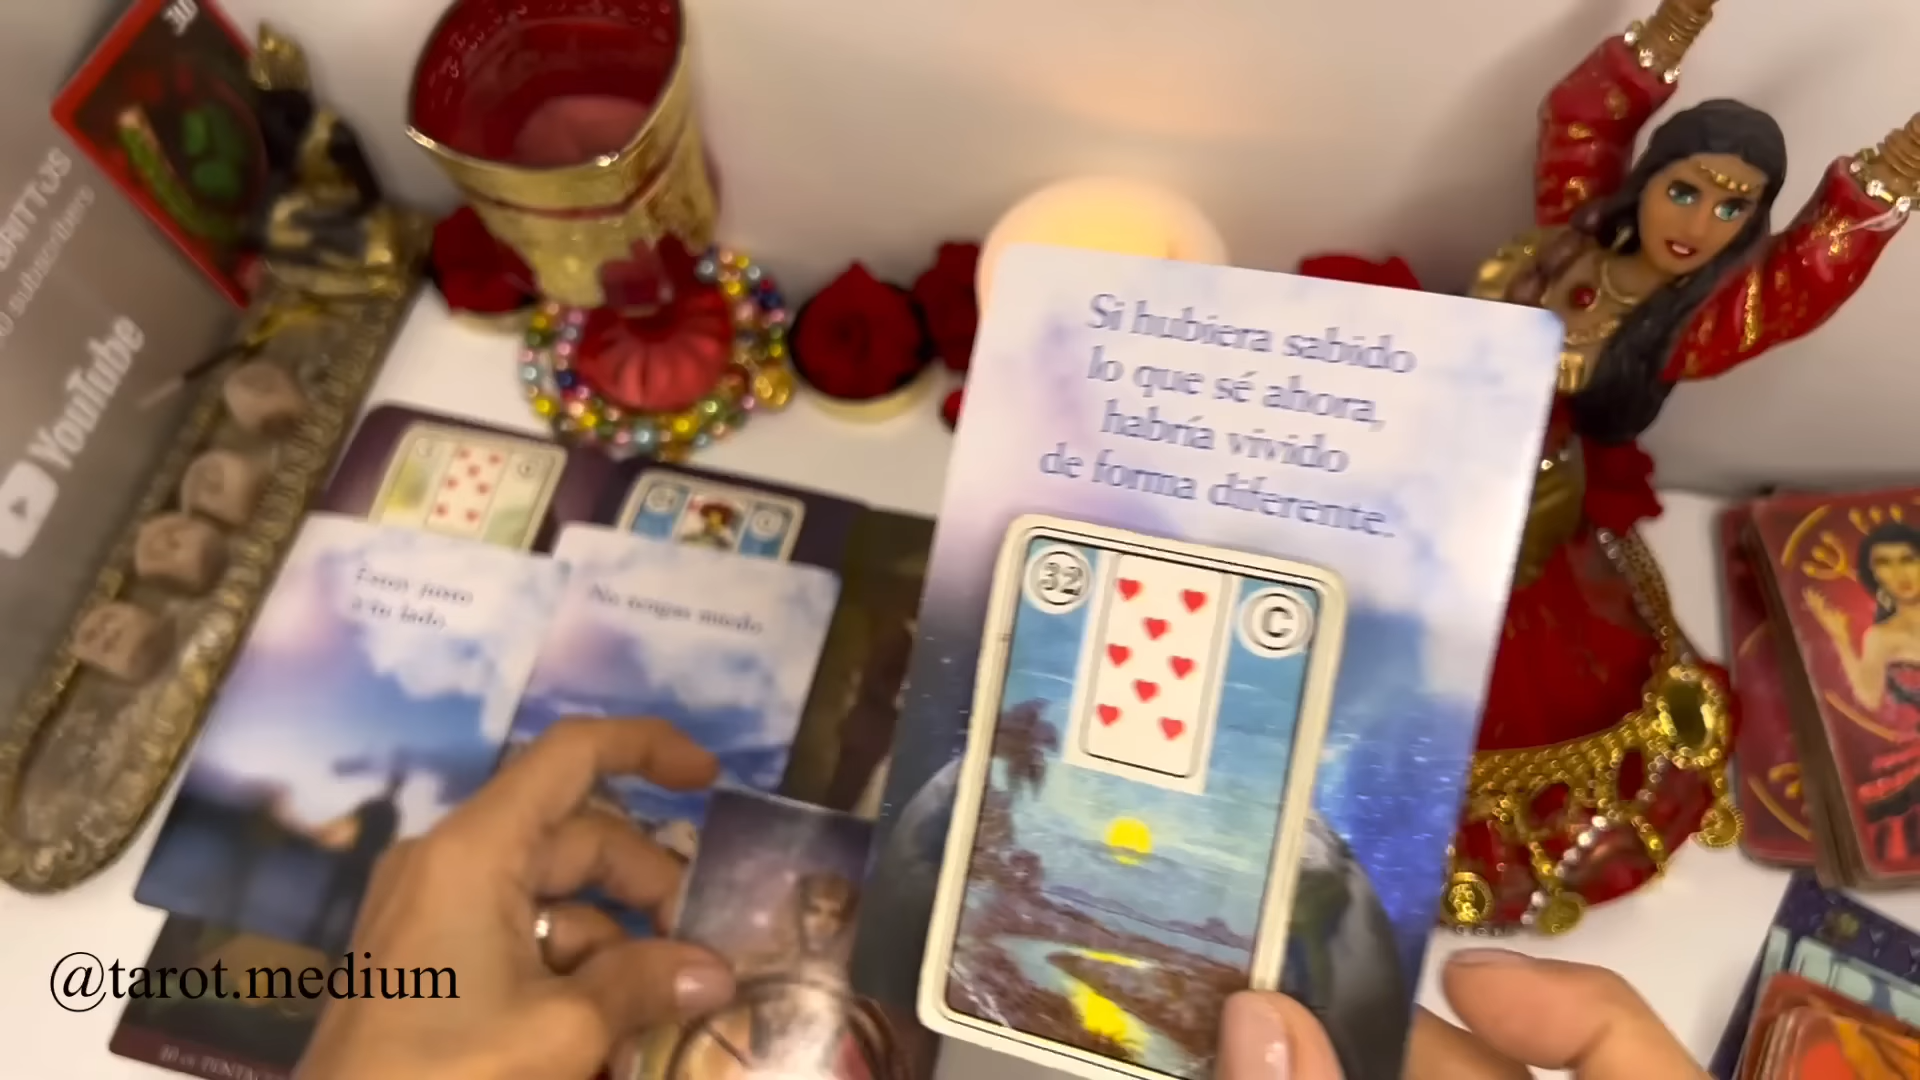 30
YouTube
Si hubiera sabido
lo que sé ahora,
habría vivido
de forma diferente.
32
C
Estoy justo
a tu lado
No tengas miedo
@tarot.medium